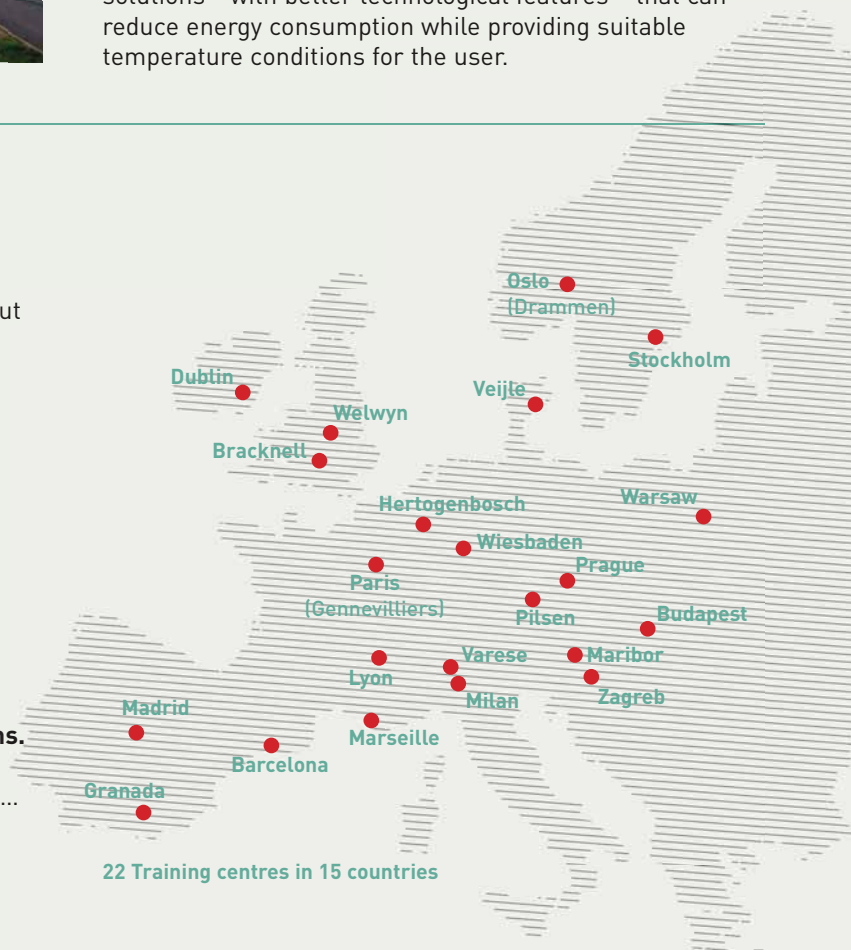 solutions – with better technological features – that can
reduce energy consumption while providing suitable
temperature conditions for the user.
ut
Oslo
(Drammen)
Stockholm
Dublin
Veijle
Welwyn
Bracknell
Warsaw
Hertogenbosch
Wiesbaden
Prague
Paris
(Gennevilliers)
Pilsen
Budapest
Varese
Maribor
Lyon
Milan
Zagreb
Madrid
ns.
Marseille
Barcelona
Granada
...
22 Training centres in 15 countries